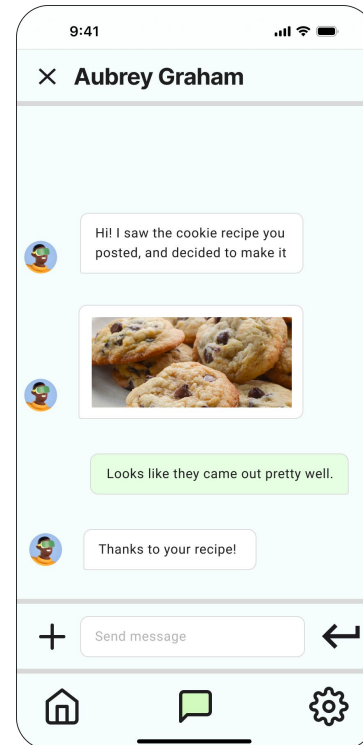 9:41
Aubrey Graham
Hi! I saw the cookie recipe you
posted, and decided to make it
Looks like they came out pretty well.
Thanks to your recipe!
Send message